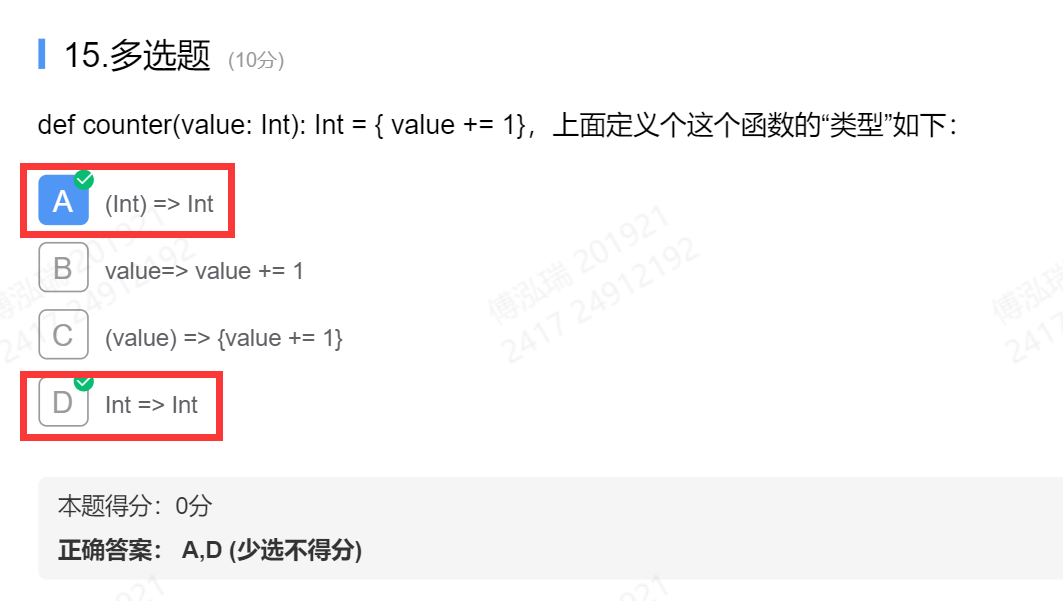 15.多选题 (10分)
def counter(value: Int): Int = { value += 1}，上面定义个这个函数的“类型”如下：
A (Int) => Int
B value=> value += 1
C (value) => {value += 1}
D Int => Int
本题得分：0分
正确答案： A,D (少选不得分)
傅泓瑞 201921
2417 24912192